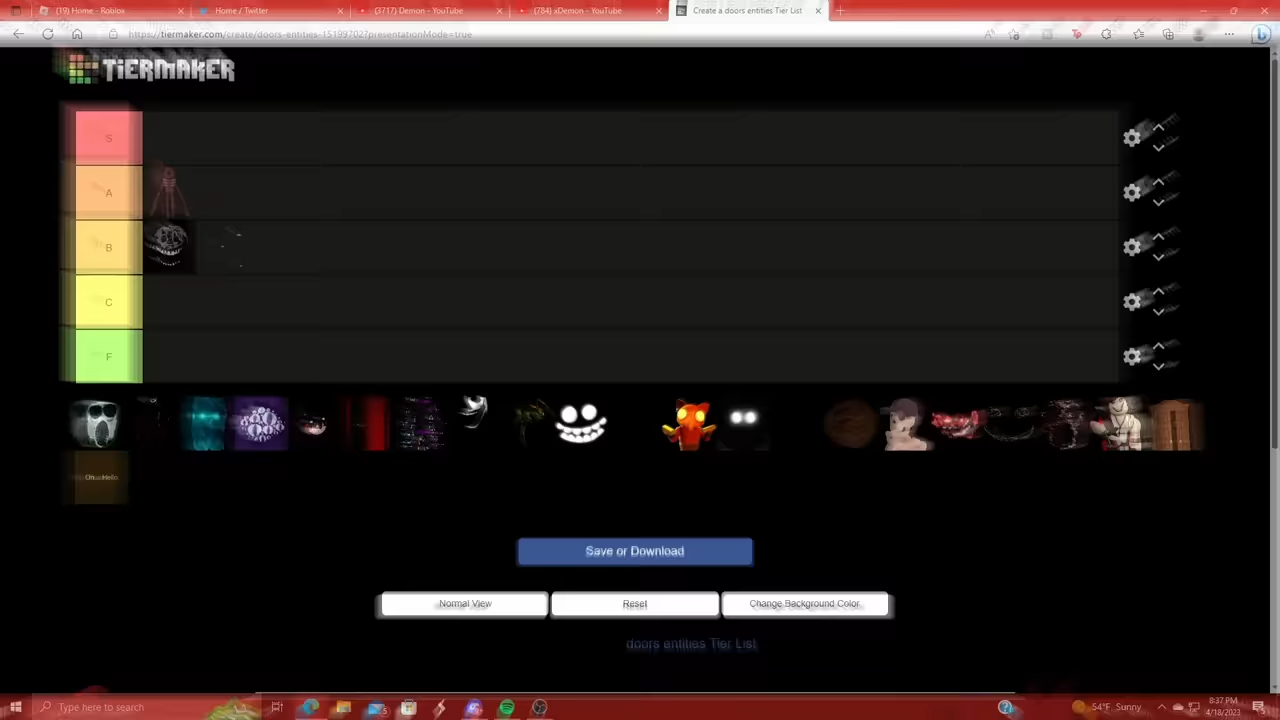 (19) Home - Roblox
Home / Twitter
(3717) Demon - YouTube
(784) xDemon - YouTube
Create a doors entities Tier List
https://tiermaker.com/create/doors-entities-15199702?presentationMode=true
TiERMAKER
S
A
B
C
F
Uh...Hello.
Save or Download
Normal View
Reset
Change Background Color
doors entities Tier List
Type here to search
54°F Sunny
8:37 PM
4/18/2023